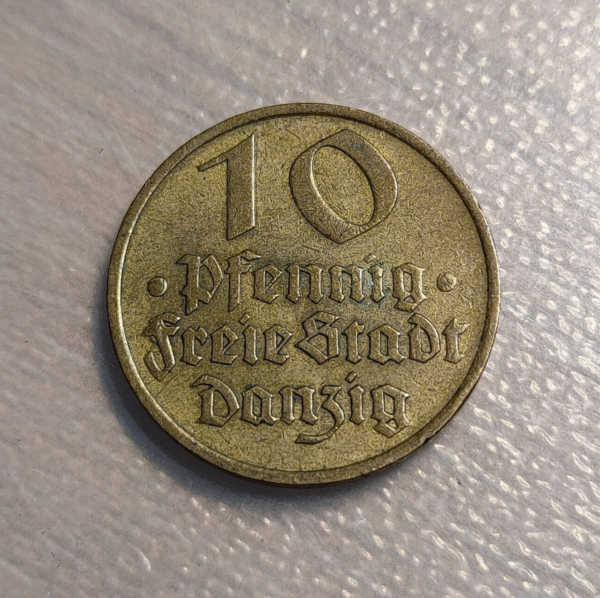 10
• Pfennig •
Freie Stadt
Danzig